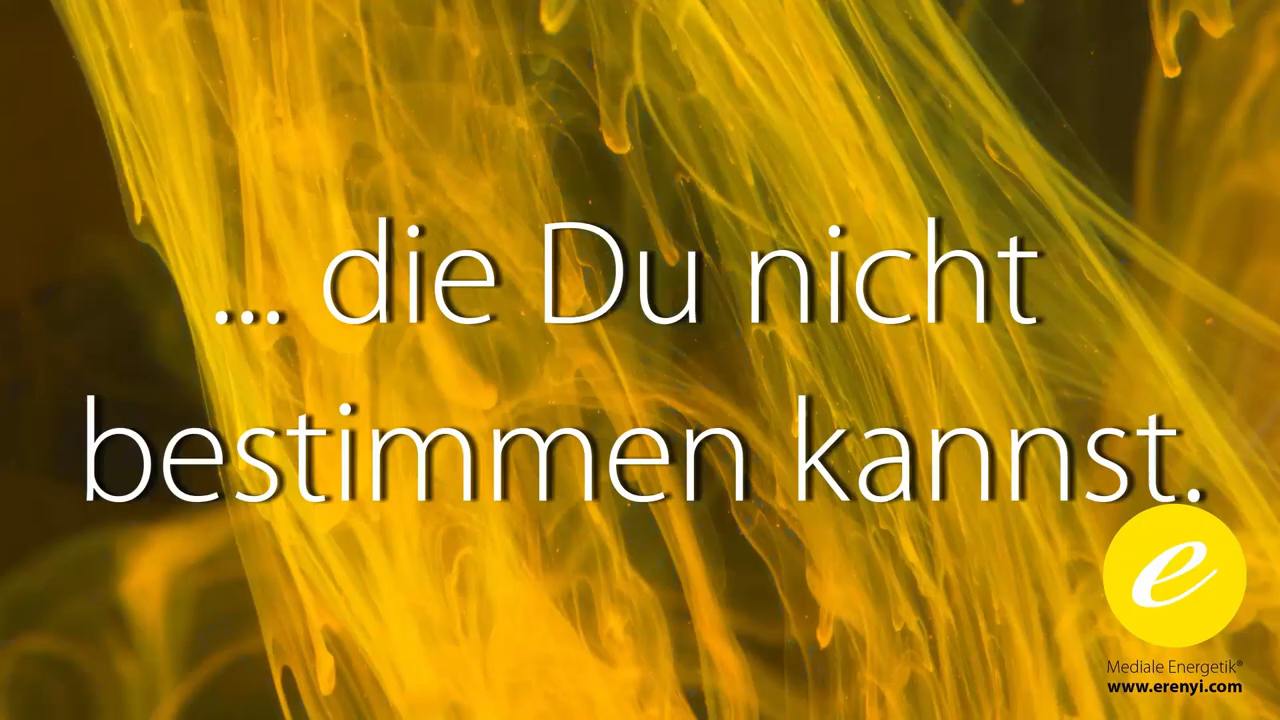 ... die Du nicht
bestimmen kannst.
e
Mediale Energetik®
www.erenyi.com